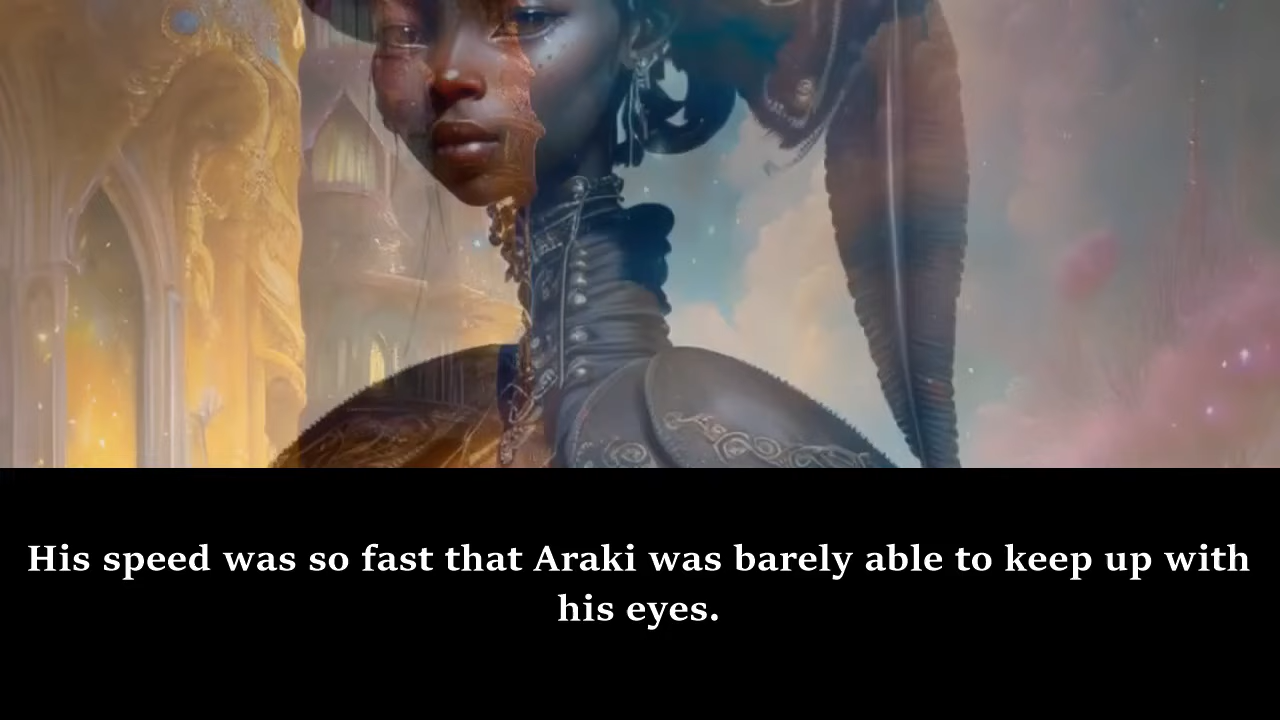 His speed was so fast that Araki was barely able to keep up with
his eyes.